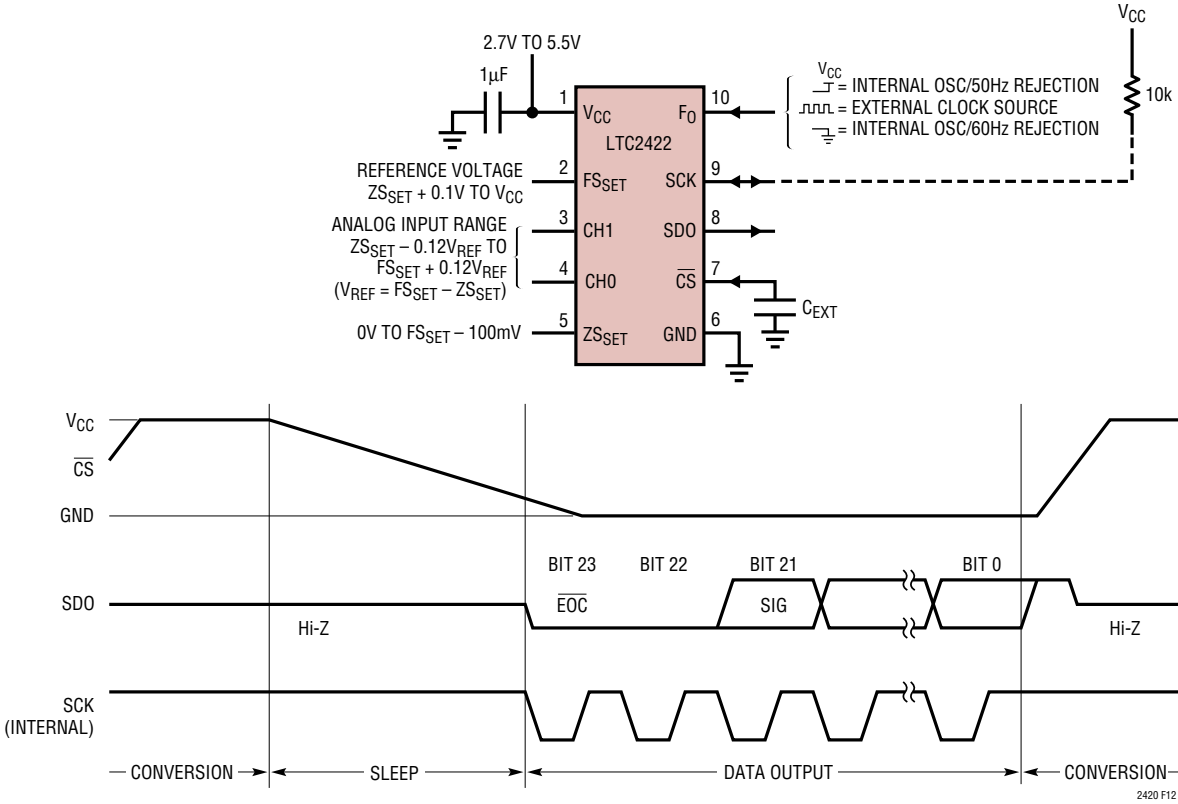 V_CC
2.7V TO 5.5V
1µF
V_CC
= INTERNAL OSC/50Hz REJECTION
= EXTERNAL CLOCK SOURCE
= INTERNAL OSC/60Hz REJECTION
10k
1
V_CC
F_O
10
LTC2422
REFERENCE VOLTAGE
ZS_SET + 0.1V TO V_CC
2
FS_SET
SCK
9
ANALOG INPUT RANGE
ZS_SET – 0.12V_REF TO
FS_SET + 0.12V_REF
(V_REF = FS_SET – ZS_SET)
3
CH1
SDO
8
4
CH0
C̅S̅
7
C_EXT
0V TO FS_SET – 100mV
5
ZS_SET
GND
6
V_CC
C̅S̅
GND
BIT 23
BIT 22
BIT 21
BIT 0
SDO
E̅O̅C̅
SIG
Hi-Z
Hi-Z
SCK
(INTERNAL)
CONVERSION
SLEEP
DATA OUTPUT
CONVERSION
2420 F12